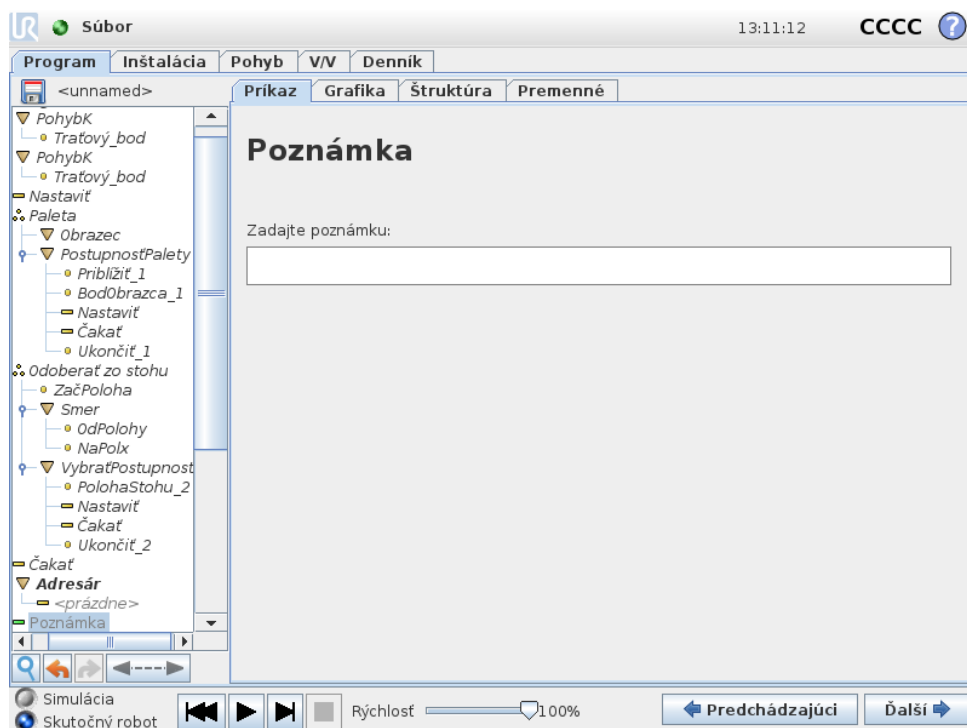 Súbor
13:11:12
CCCC
?
Program Inštalácia Pohyb V/V Denník
<unnamed>
Príkaz Grafika Štruktúra Premenné
PohybK
Traťový_bod
PohybK
Traťový_bod
Nastaviť
Paleta
Obrazec
PostupnosťPalety
Priblížiť_1
BodObrazca_1
Nastaviť
Čakať
Ukončiť_1
Odoberať zo stohu
ZačPoloha
Smer
OdPolohy
NaPolx
VybraťPostupnost
PolohaStohu_2
Nastaviť
Čakať
Ukončiť_2
Čakať
Adresár
<prázdne>
Poznámka
Poznámka
Zadajte poznámku:
Simulácia
Skutočný robot
Rýchlosť
100%
Predchádzajúci
Ďalší